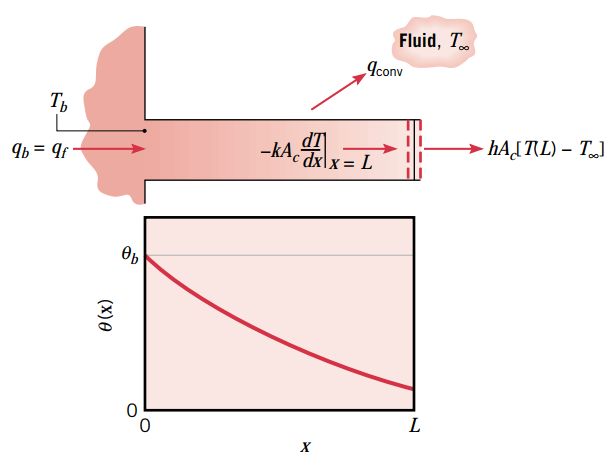 Fluid, T∞
qconv
Tb
qb = qf
-kAc dT/dx|x = L
hAc[T(L) – T∞]
θb
θ(x)
0
0
L
x